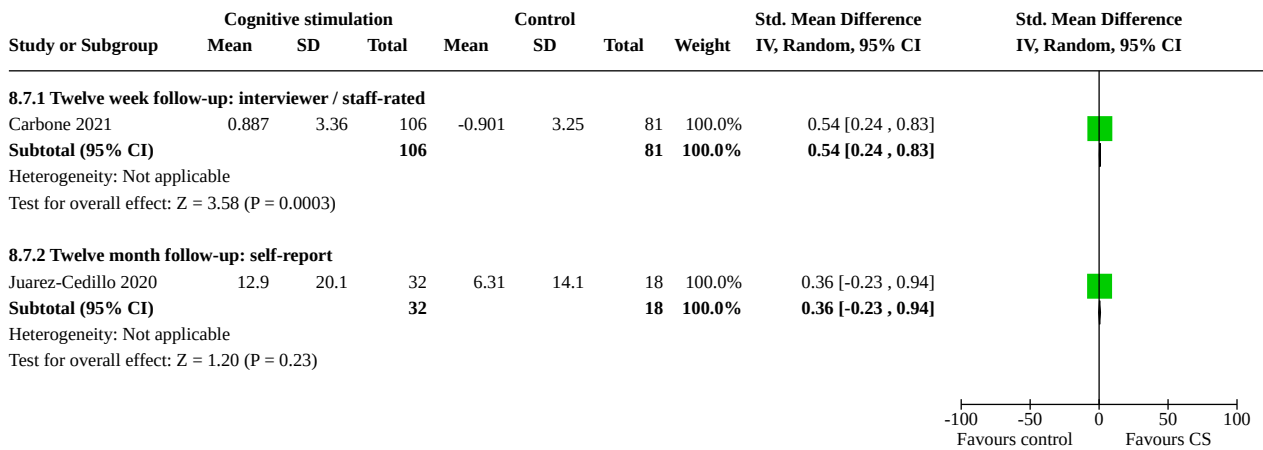 Cognitive stimulation Control Std. Mean Difference Std. Mean Difference
Study or Subgroup Mean SD Total Mean SD Total Weight IV, Random, 95% CI IV, Random, 95% CI
8.7.1 Twelve week follow-up: interviewer / staff-rated
Carbone 2021 0.887 3.36 106 -0.901 3.25 81 100.0% 0.54 [0.24 , 0.83]
Subtotal (95% CI) 106 81 100.0% 0.54 [0.24 , 0.83]
Heterogeneity: Not applicable
Test for overall effect: Z = 3.58 (P = 0.0003)
8.7.2 Twelve month follow-up: self-report
Juarez-Cedillo 2020 12.9 20.1 32 6.31 14.1 18 100.0% 0.36 [-0.23 , 0.94]
Subtotal (95% CI) 32 18 100.0% 0.36 [-0.23 , 0.94]
Heterogeneity: Not applicable
Test for overall effect: Z = 1.20 (P = 0.23)
-100 -50 0 50 100
Favours control Favours CS